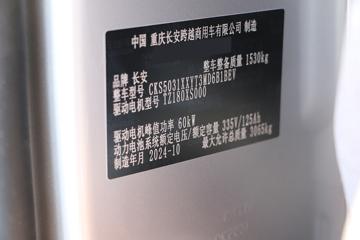 中国 重庆长安跨越商用车有限公司 制造
品牌 长安 整车整备质量 1530kg
整车型号 CKS5031XXYT3MD6B1BEV
驱动电机型号 TZ180XS000
驱动电机峰值功率 60kW
动力电池系统额定电压/额定容量 335V/125Ah
制造年月 2024-10 最大允许总质量 3065kg